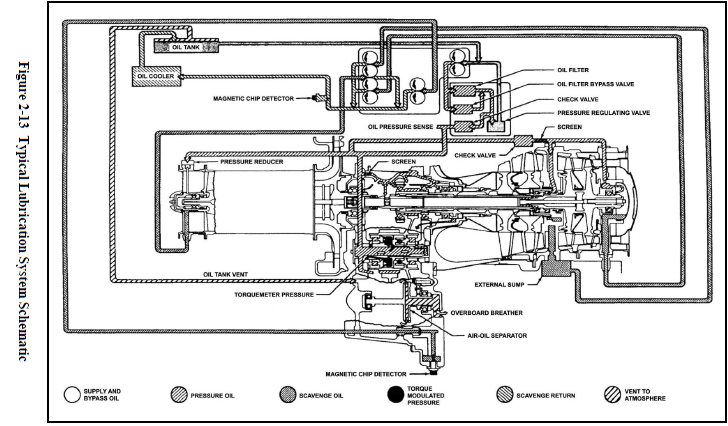 Figure 2-13 Typical Lubrication System Schematic
OIL TANK
OIL COOLER
MAGNETIC CHIP DETECTOR
OIL FILTER
OIL FILTER BYPASS VALVE
CHECK VALVE
PRESSURE REGULATING VALVE
OIL PRESSURE SENSE
SCREEN
CHECK VALVE
PRESSURE REDUCER
SCREEN
OIL TANK VENT
TORQUEMETER PRESSURE
EXTERNAL SUMP
OVERBOARD BREATHER
AIR-OIL SEPARATOR
MAGNETIC CHIP DETECTOR
SUPPLY AND
BYPASS OIL
PRESSURE OIL
SCAVENGE OIL
TORQUE
MODULATED
PRESSURE
SCAVENGE RETURN
VENT TO
ATMOSPHERE